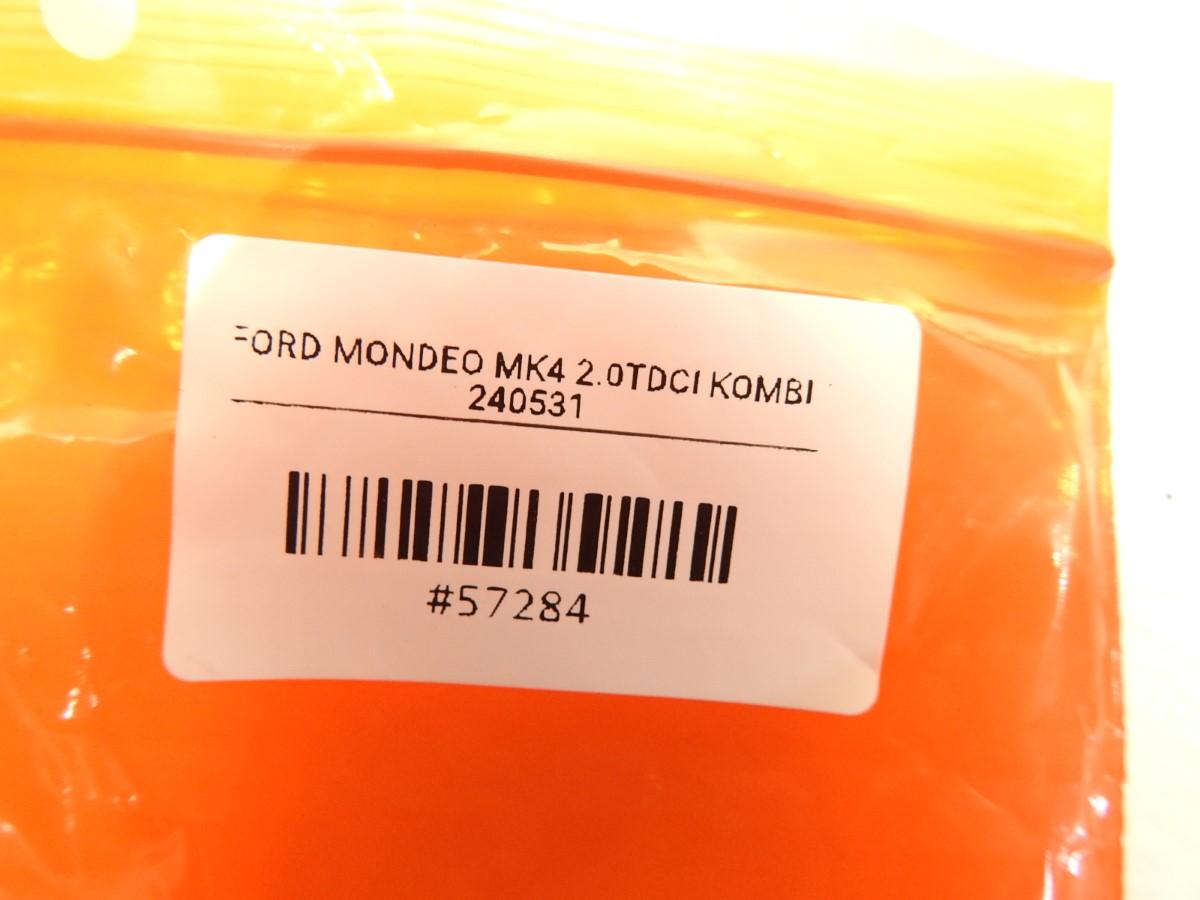 FORD MONDEO MK4 2.0TDCI KOMBI
240531
#57284